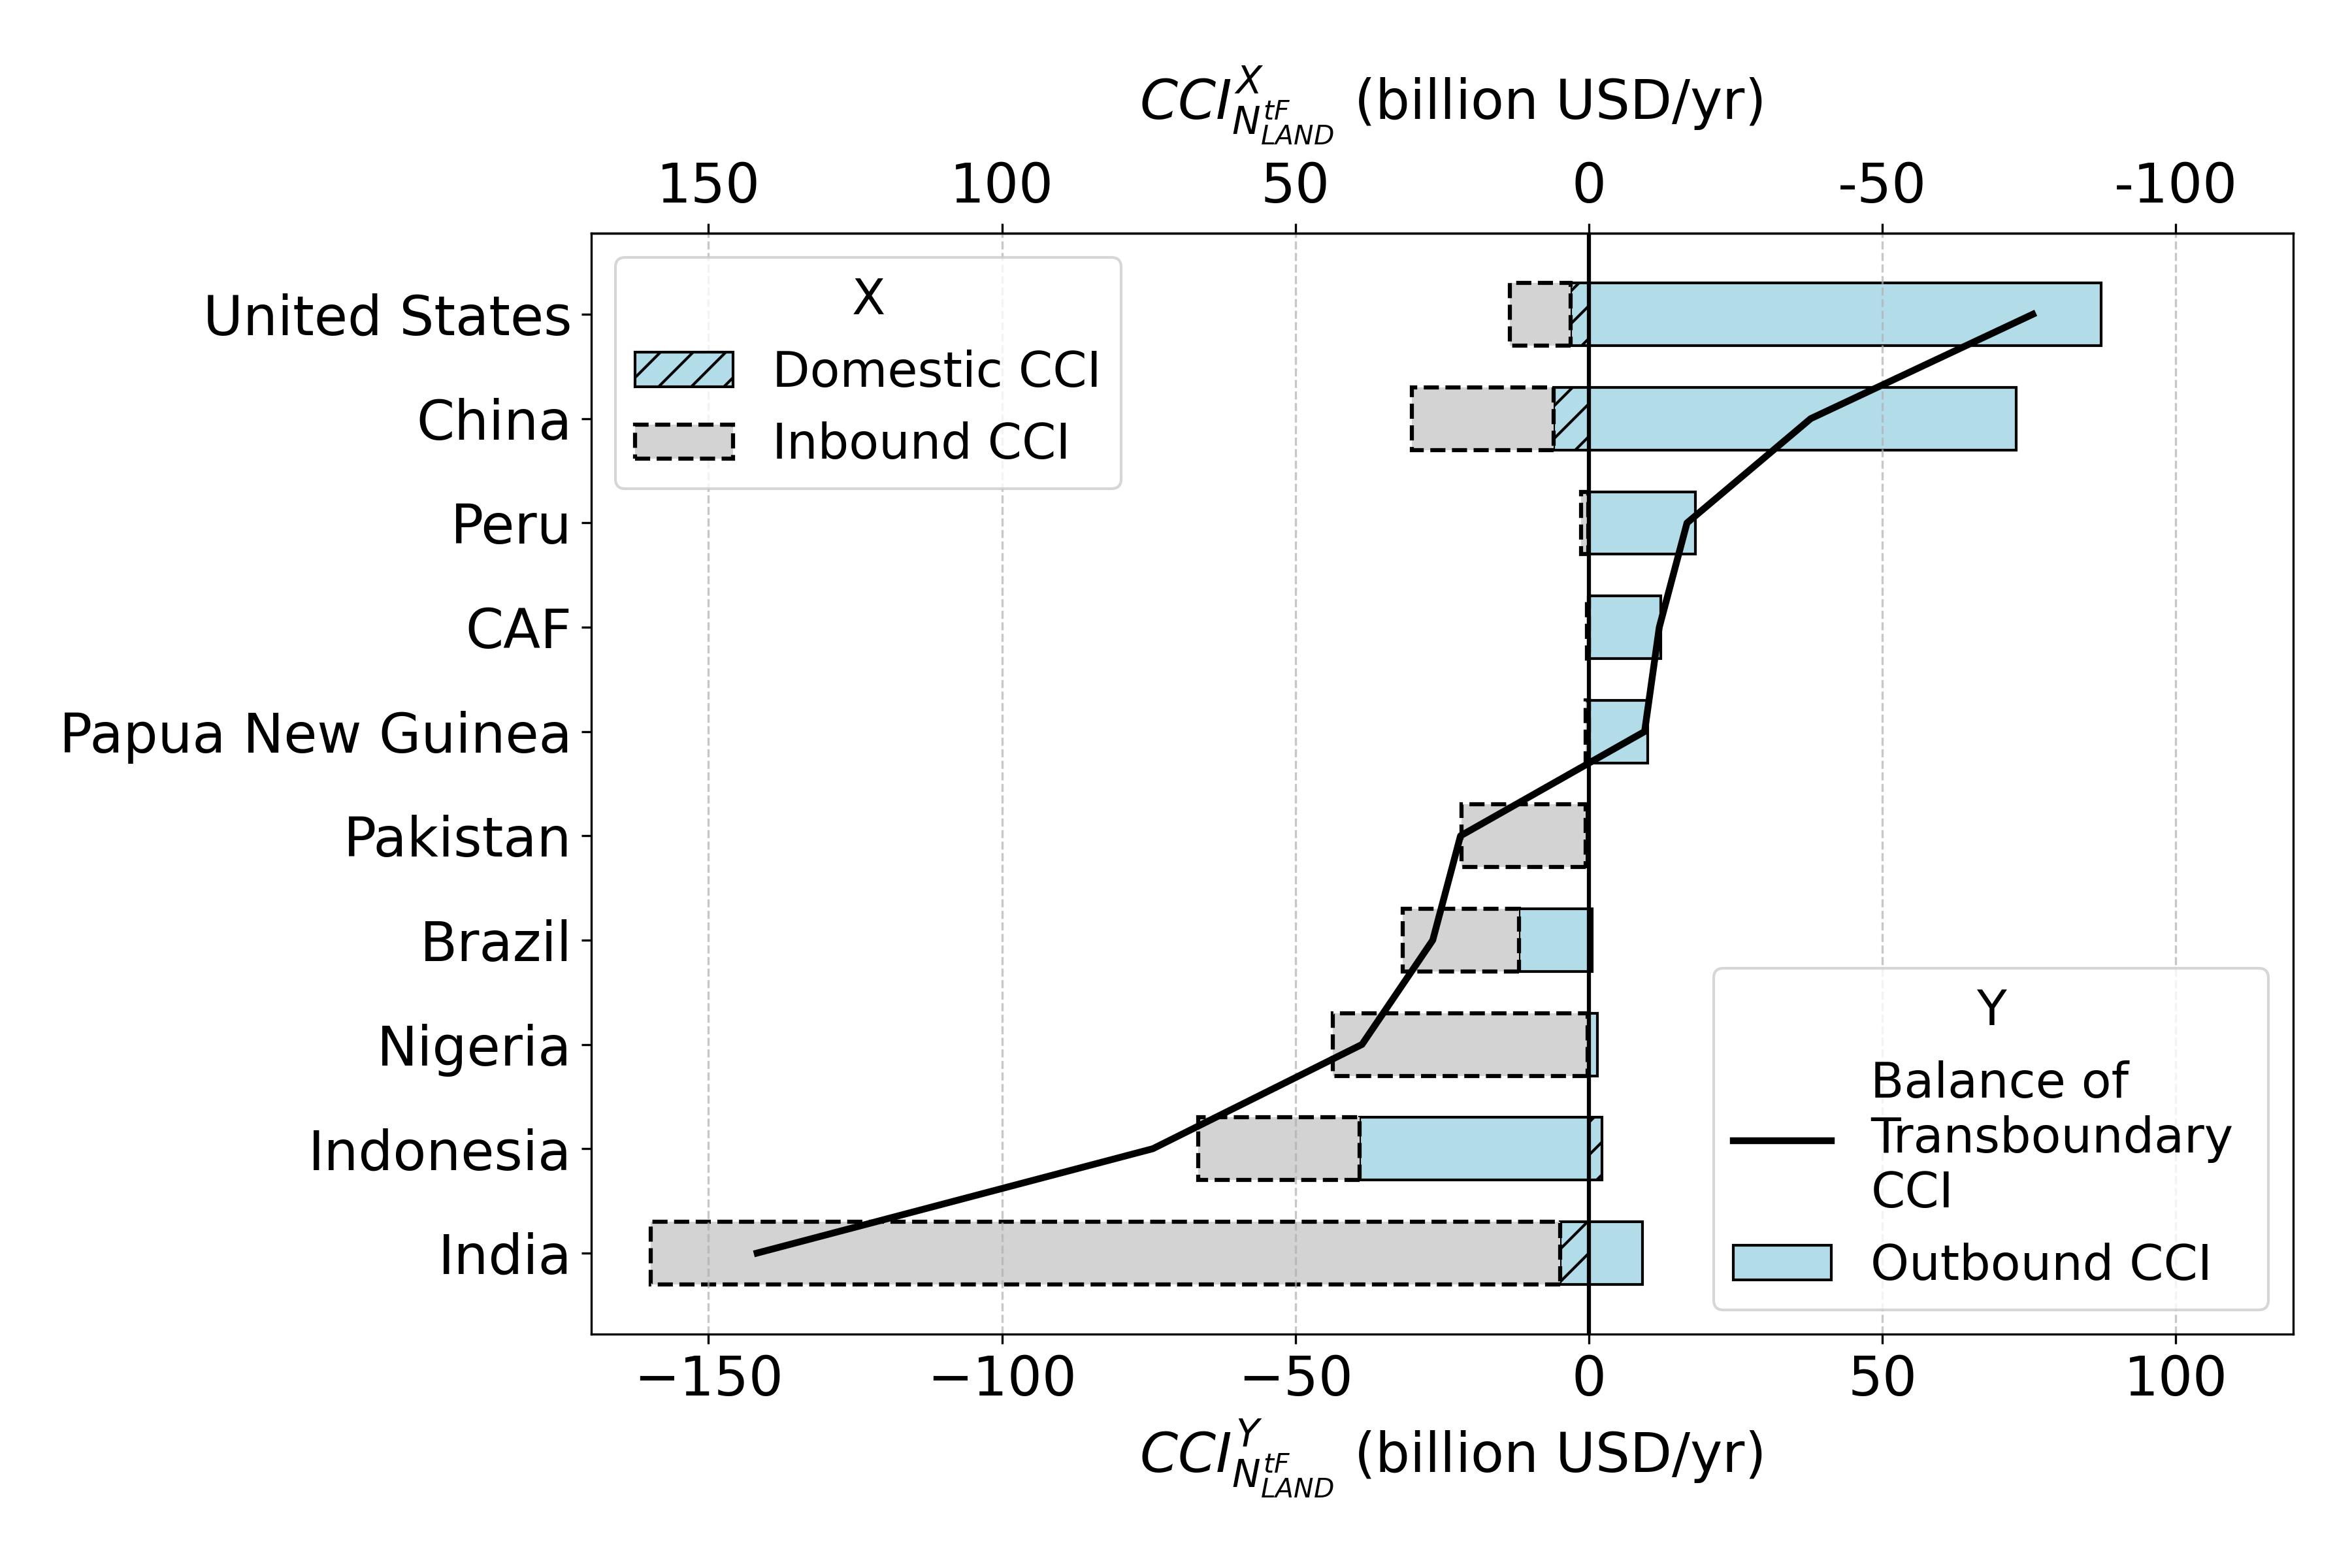 CCI^X_{N^{tF}_{LAND}} (billion USD/yr)
150 100 50 0 -50 -100
X
Domestic CCI
Inbound CCI
United States
China
Peru
CAF
Papua New Guinea
Pakistan
Brazil
Nigeria
Indonesia
India
Y
Balance of
Transboundary
CCI
Outbound CCI
−150 −100 −50 0 50 100
CCI^Y_{N^{tF}_{LAND}} (billion USD/yr)